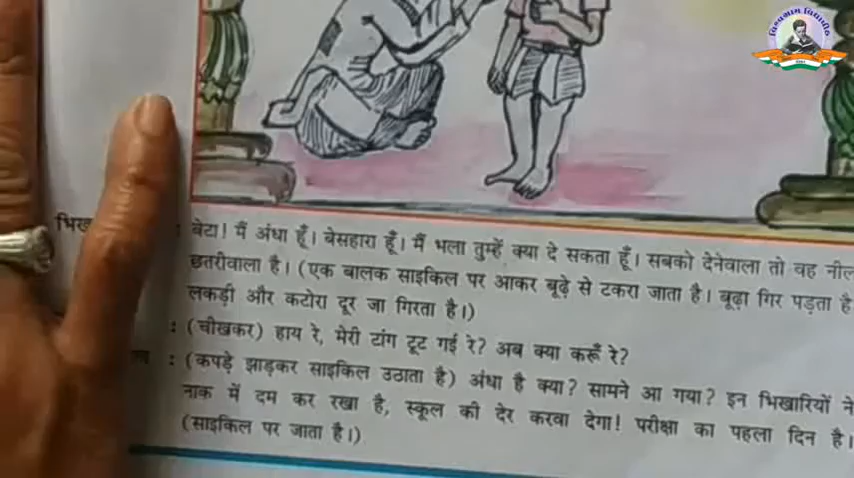 विश्वग्राम विद्यापीठ
: बेटा! मैं अंधा हूँ। बेसहारा हूँ। मैं भला तुम्हें क्या दे सकता हूँ। सबको देनेवाला तो वह नील
छतरीवाला है। (एक बालक साइकिल पर आकर बूढ़े से टकरा जाता है। बूढ़ा गिर पड़ता है
लकड़ी और कटोरा दूर जा गिरता है।)
: (चीखकर) हाय रे, मेरी टांग टूट गई रे? अब क्या करूँ रे?
: (कपड़े झाड़कर साइकिल उठाता है) अंधा है क्या? सामने आ गया? इन भिखारियों ने
नाक में दम कर रखा है, स्कूल की देर करवा देगा! परीक्षा का पहला दिन है।
(साइकिल पर जाता है।)